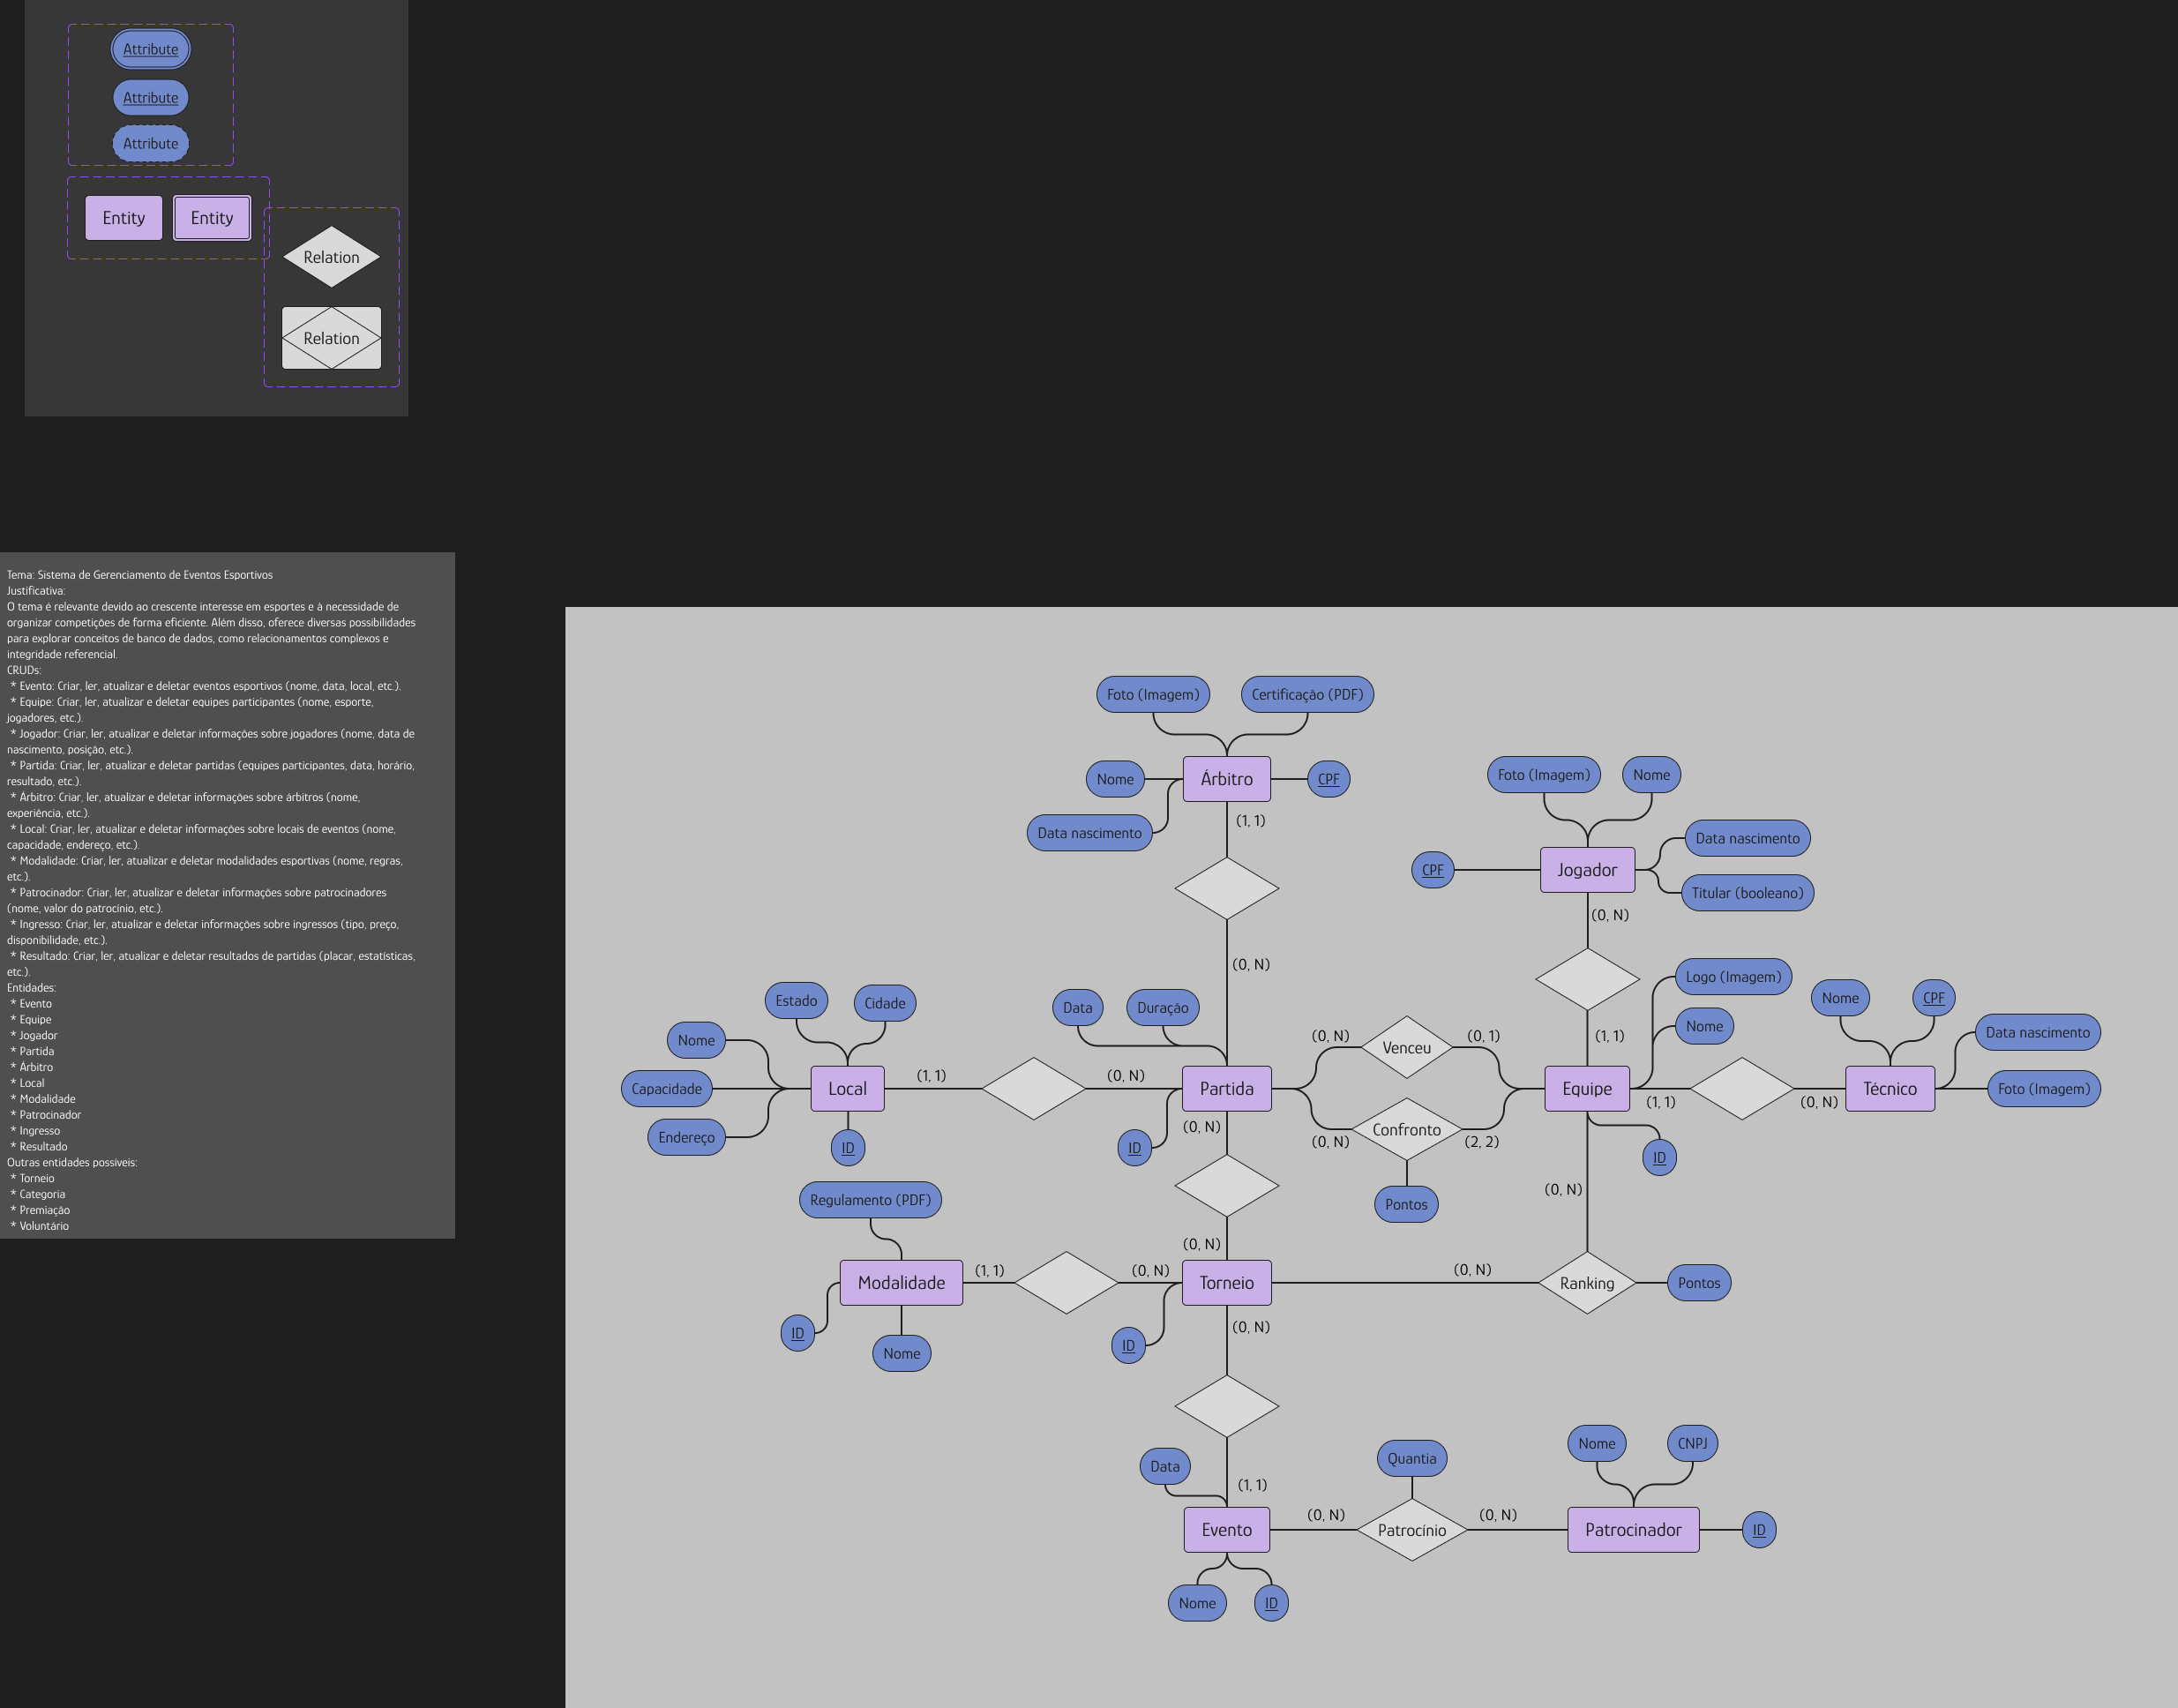 Attribute
Attribute
Attribute
Entity
Entity
Relation
Relation
Tema: Sistema de Gerenciamento de Eventos Esportivos
Justificativa:
O tema é relevante devido ao crescente interesse em esportes e à necessidade de
organizar competições de forma eficiente. Além disso, oferece diversas possibilidades
para explorar conceitos de banco de dados, como relacionamentos complexos e
integridade referencial.
CRUDs:
* Evento: Criar, ler, atualizar e deletar eventos esportivos (nome, data, local, etc.).
* Equipe: Criar, ler, atualizar e deletar equipes participantes (nome, esporte,
jogadores, etc.).
* Jogador: Criar, ler, atualizar e deletar informações sobre jogadores (nome, data de
nascimento, posição, etc.).
* Partida: Criar, ler, atualizar e deletar partidas (equipes participantes, data, horário,
resultado, etc.).
* Árbitro: Criar, ler, atualizar e deletar informações sobre árbitros (nome,
experiência, etc.).
* Local: Criar, ler, atualizar e deletar informações sobre locais de eventos (nome,
capacidade, endereço, etc.).
* Modalidade: Criar, ler, atualizar e deletar modalidades esportivas (nome, regras,
etc.).
* Patrocinador: Criar, ler, atualizar e deletar informações sobre patrocinadores
(nome, valor do patrocínio, etc.).
* Ingresso: Criar, ler, atualizar e deletar informações sobre ingressos (tipo, preço,
disponibilidade, etc.).
* Resultado: Criar, ler, atualizar e deletar resultados de partidas (placar, estatísticas,
etc.).
Entidades:
* Evento
* Equipe
* Jogador
* Partida
* Árbitro
* Local
* Modalidade
* Patrocinador
* Ingresso
* Resultado
Outras entidades possíveis:
* Torneio
* Categoria
* Premiação
* Voluntário
Foto (Imagem)
Certificação (PDF)
Nome
Árbitro
CPF
Data nascimento
(1, 1)
(0, N)
Foto (Imagem)
Nome
Data nascimento
CPF
Jogador
Titular (booleano)
(0, N)
(1, 1)
Logo (Imagem)
Nome
Nome
CPF
Data nascimento
Foto (Imagem)
Estado
Cidade
Nome
Capacidade
Endereço
Local
ID
(1, 1)
(0, N)
Data
Duração
Partida
ID
(0, N)
Venceu
(0, 1)
(0, N)
Confronto
(2, 2)
Pontos
Equipe
ID
(1, 1)
(0, N)
Técnico
(0, N)
(0, N)
(0, N)
Regulamento (PDF)
Modalidade
ID
Nome
(1, 1)
(0, N)
Torneio
ID
(0, N)
Ranking
Pontos
(0, N)
(1, 1)
Data
Evento
Nome
ID
(0, N)
Quantia
Patrocínio
(0, N)
Nome
CNPJ
Patrocinador
ID